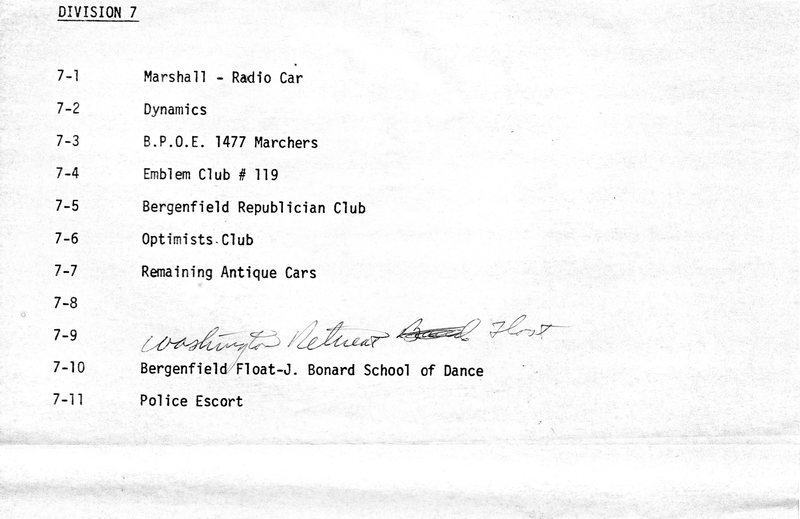 DIVISION 7
7-1 Marshall - Radio Car
7-2 Dynamics
7-3 B.P.O.E. 1477 Marchers
7-4 Emblem Club # 119
7-5 Bergenfield Republician Club
7-6 Optimists Club
7-7 Remaining Antique Cars
7-8
7-9 Washington Retreat Float
7-10 Bergenfield Float-J. Bonard School of Dance
7-11 Police Escort